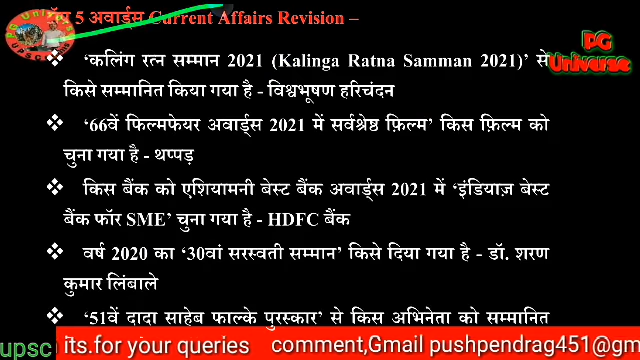 टॉप 5 अवार्ड्स Current Affairs Revision –
PG
Universe
❖ ‘कलिंग रत्न सम्मान 2021 (Kalinga Ratna Samman 2021)’ से
किसे सम्मानित किया गया है - विश्वभूषण हरिचंदन
❖ ‘66वें फिल्मफेयर अवार्ड्स 2021 में सर्वश्रेष्ठ फ़िल्म’ किस फ़िल्म को
चुना गया है – थप्पड़
❖ किस बैंक को एशियामनी बेस्ट बैंक अवार्ड्स 2021 में ‘इंडियाज़ बेस्ट
बैंक फॉर SME’ चुना गया है - HDFC बैंक
❖ वर्ष 2020 का ‘30वां सरस्वती सम्मान’ किसे दिया गया है - डॉ. शरण
कुमार लिंबाले
❖ ‘51वें दादा साहेब फाल्के पुरस्कार’ से किस अभिनेता को सम्मानित
upsc its.for your queries comment,Gmail pushpendrag451@gm